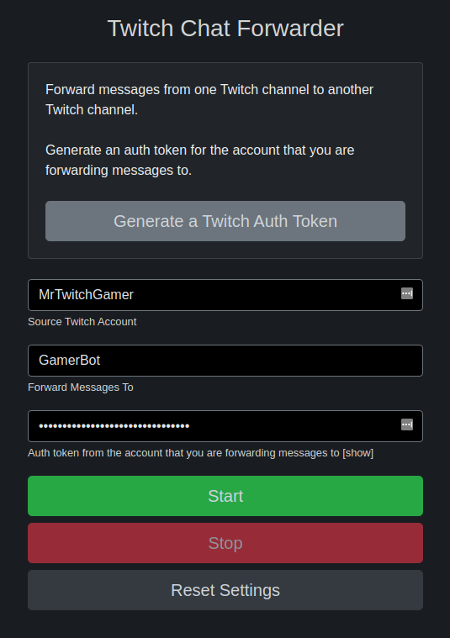 Twitch Chat Forwarder
Forward messages from one Twitch channel to another
Twitch channel.
Generate an auth token for the account that you are
forwarding messages to.
Generate a Twitch Auth Token
MrTwitchGamer
Source Twitch Account
GamerBot
Forward Messages To
••••••••••••••••••••••••••••••••
Auth token from the account that you are forwarding messages to [show]
Start
Stop
Reset Settings